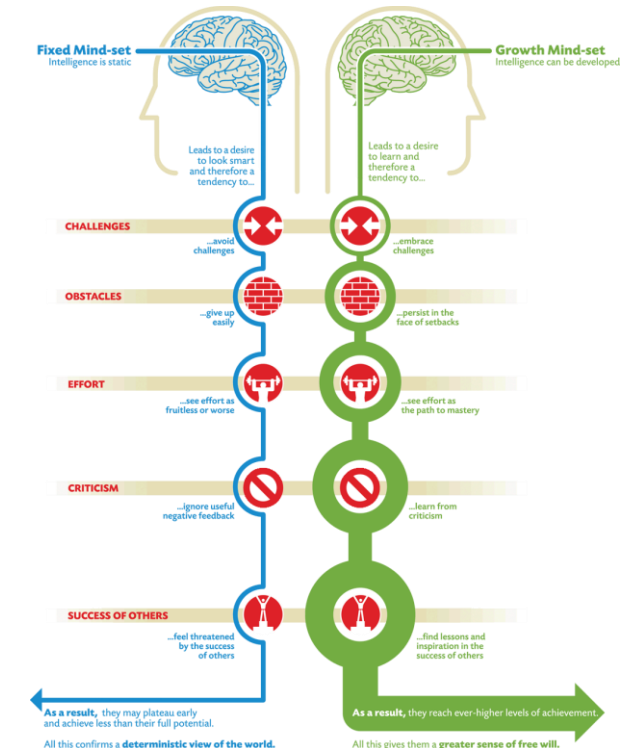 Fixed Mind-set
Intelligence is static
Growth Mind-set
Intelligence can be developed
Leads to a desire
to look smart
and therefore a
tendency to...
Leads to a desire
to learn and
therefore a
tendency to...
CHALLENGES
...avoid
challenges
...embrace
challenges
OBSTACLES
...give up
easily
...persist in the
face of setbacks
EFFORT
...see effort as
fruitless or worse
...see effort as
the path to mastery
CRITICISM
...ignore useful
negative feedback
...learn from
criticism
SUCCESS OF OTHERS
...feel threatened
by the success
of others
...find lessons and
inspiration in the
success of others
As a result, they may plateau early
and achieve less than their full potential.
All this confirms a deterministic view of the world.
As a result, they reach ever-higher levels of achievement.
All this gives them a greater sense of free will.